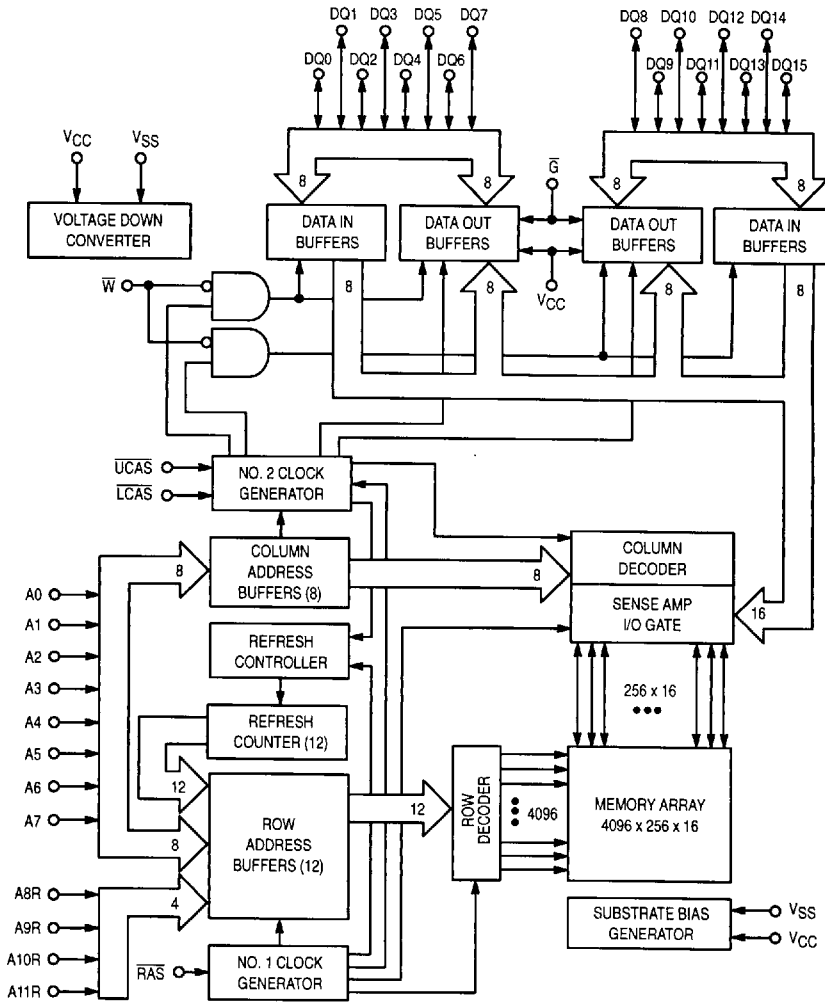 DQ1 DQ3 DQ5 DQ7
DQ0 DQ2 DQ4 DQ6
DQ8 DQ10 DQ12 DQ14
DQ9 DQ11 DQ13 DQ15
VCC VSS
VOLTAGE DOWN
CONVERTER
8 8
G̅
8 8
DATA IN
BUFFERS
DATA OUT
BUFFERS
DATA OUT
BUFFERS
DATA IN
BUFFERS
W̅
8 8
VCC
8 8
U̅C̅A̅S̅
L̅C̅A̅S̅
NO. 2 CLOCK
GENERATOR
8
COLUMN
ADDRESS
BUFFERS (8)
8
COLUMN
DECODER
SENSE AMP
I/O GATE
16
A0
A1
A2
A3
A4
A5
A6
A7
REFRESH
CONTROLLER
REFRESH
COUNTER (12)
256 x 16
12
8
4
ROW
ADDRESS
BUFFERS (12)
12
ROW
DECODER
4096
MEMORY ARRAY
4096 x 256 x 16
A8R
A9R
A10R
A11R
R̅A̅S̅
NO. 1 CLOCK
GENERATOR
SUBSTRATE BIAS
GENERATOR
VSS
VCC